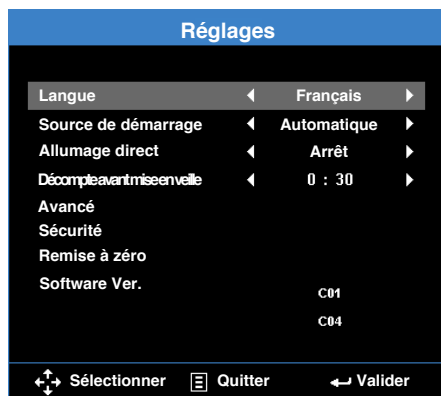 Réglages
Langue Français
Source de démarrage Automatique
Allumage direct Arrêt
Décompte avant mise en veille 0 : 30
Avancé
Sécurité
Remise à zéro
Software Ver.
C01
C04
Sélectionner Quitter Valider